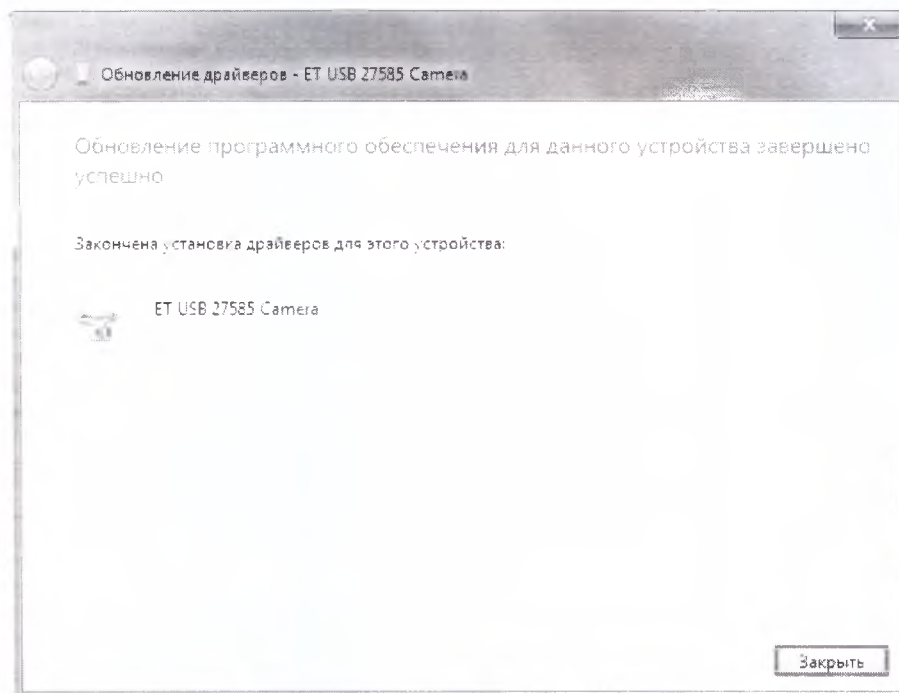 Обновление драйверов - ET USB 27585 Camera
Обновление программного обеспечения для данного устройства завершено
успешно
Закончена установка драйверов для этого устройства:
ET USB 27585 Camera
Закрыть